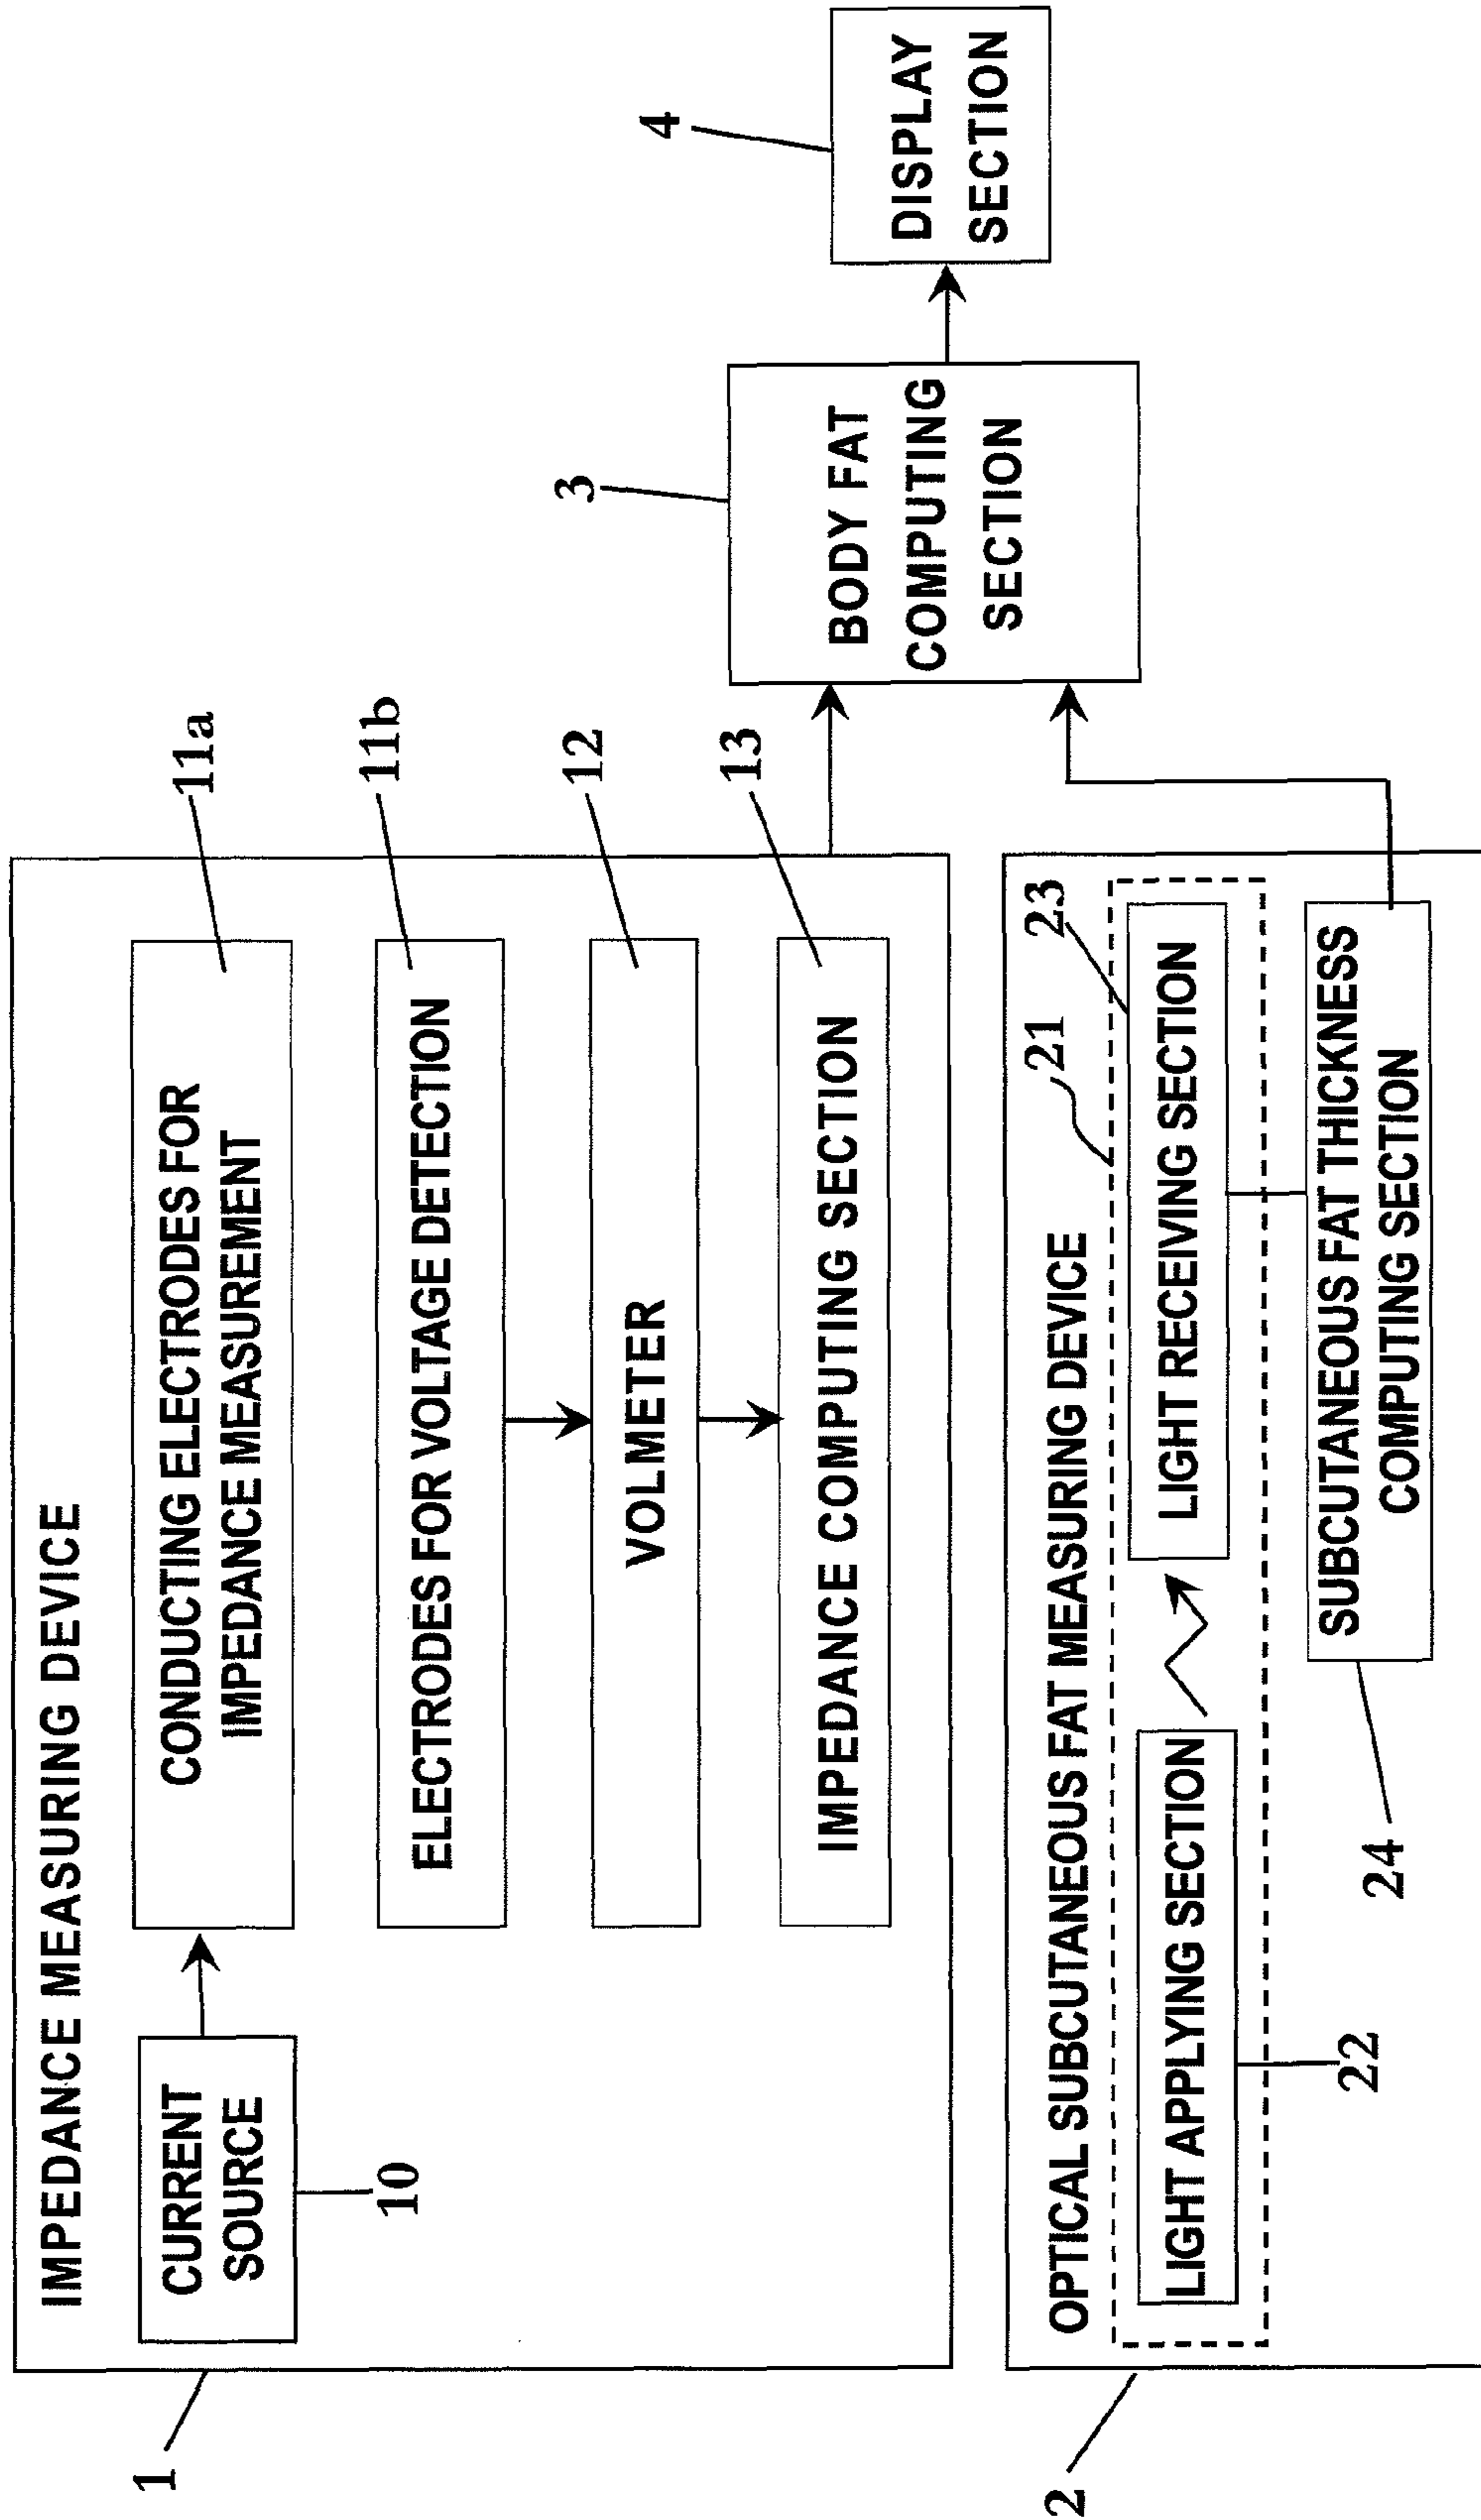 IMPEDANCE MEASURING DEVICE
1
CURRENT
SOURCE
10
CONDUCTING ELECTRODES FOR
IMPEDANCE MEASUREMENT
11a
ELECTRODES FOR VOLTAGE DETECTION
11b
VOLMETER
12
IMPEDANCE COMPUTING SECTION
13
OPTICAL SUBCUTANEOUS FAT MEASURING DEVICE
2
21
LIGHT APPLYING SECTION
22
LIGHT RECEIVING SECTION
23
SUBCUTANEOUS FAT THICKNESS
COMPUTING SECTION
24
BODY FAT
COMPUTING
SECTION
3
DISPLAY
SECTION
4